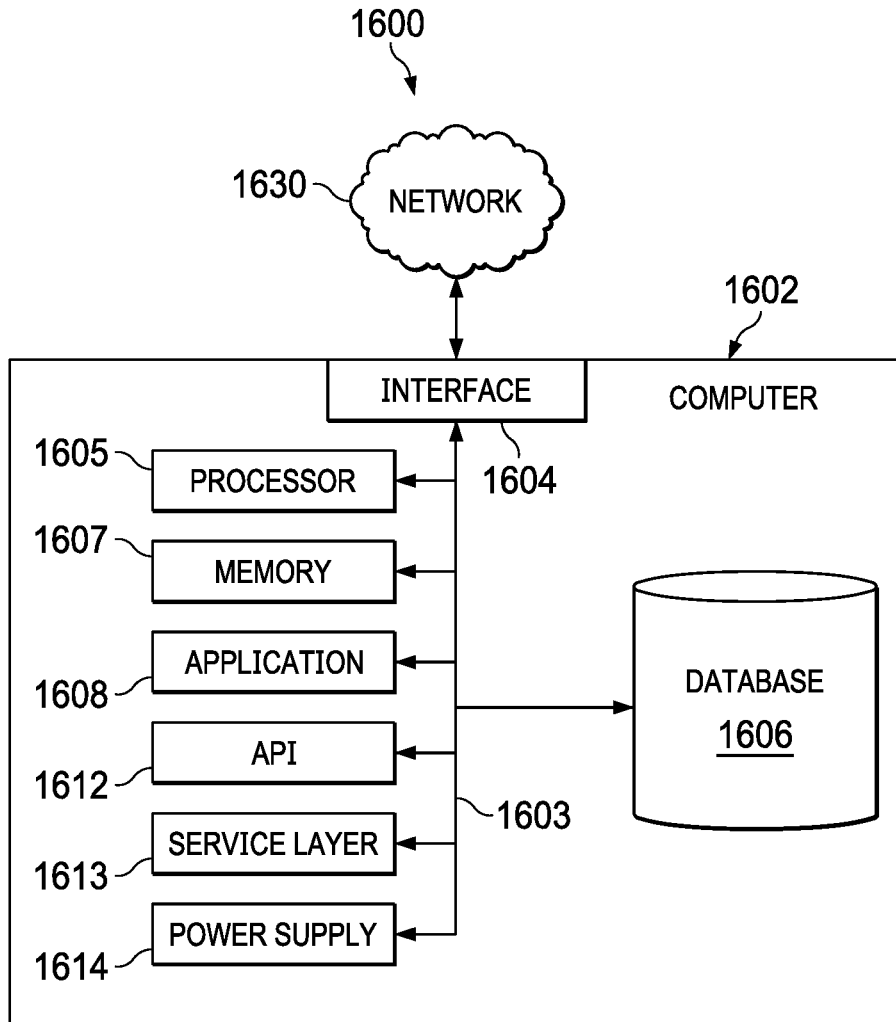 1600
1630
NETWORK
1602
INTERFACE
COMPUTER
1605
PROCESSOR
1604
1607
MEMORY
APPLICATION
1608
DATABASE
1606
API
1612
1603
SERVICE LAYER
1613
POWER SUPPLY
1614